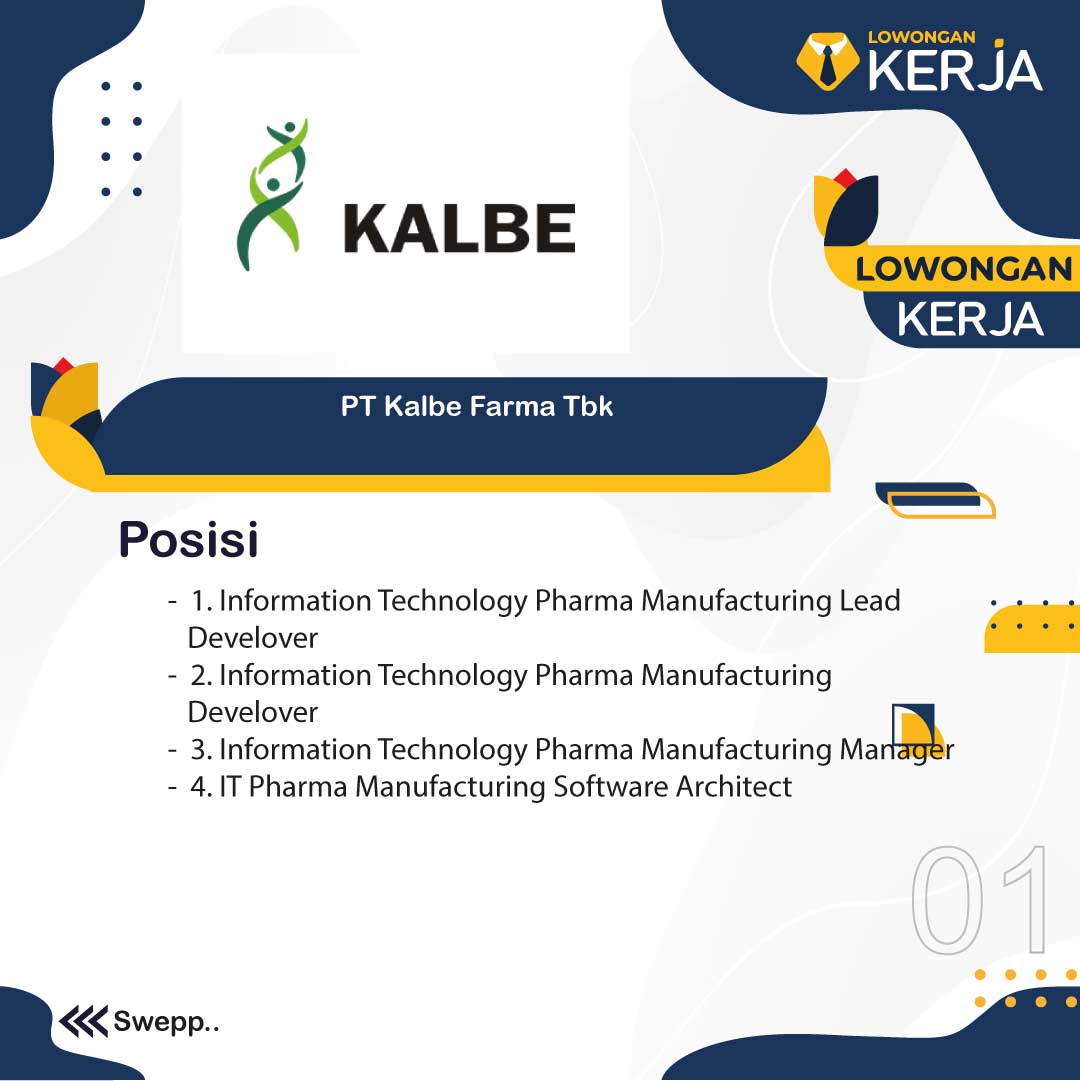 LOWONGAN
KERJA
KALBE
LOWONGAN
KERJA
PT Kalbe Farma Tbk
Posisi
- 1. Information Technology Pharma Manufacturing Lead
Develover
- 2. Information Technology Pharma Manufacturing
Develover
- 3. Information Technology Pharma Manufacturing Manager
- 4. IT Pharma Manufacturing Software Architect
01
Swepp..